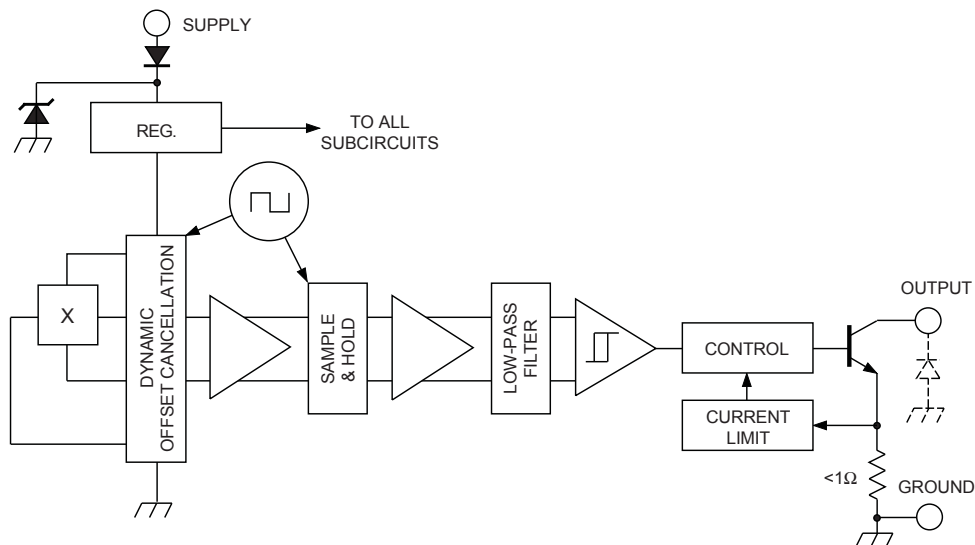 SUPPLY
REG.
TO ALL
SUBCIRCUITS
X
DYNAMIC
OFFSET CANCELLATION
SAMPLE
& HOLD
LOW-PASS
FILTER
CONTROL
CURRENT
LIMIT
OUTPUT
<1Ω
GROUND